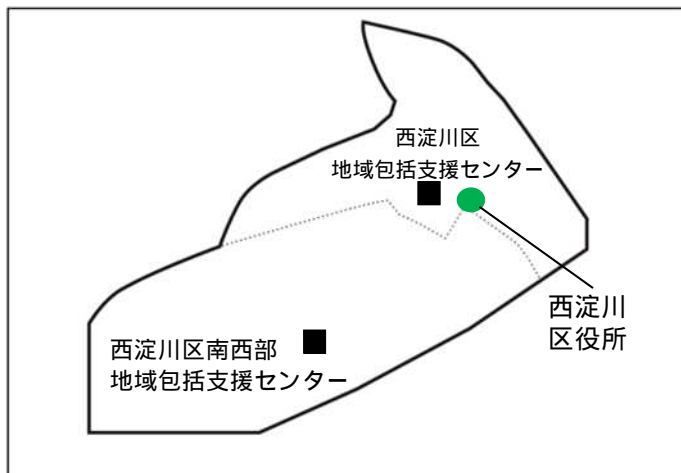 西淀川区
地域包括支援センター
西淀川
区役所
西淀川区南西部
地域包括支援センター